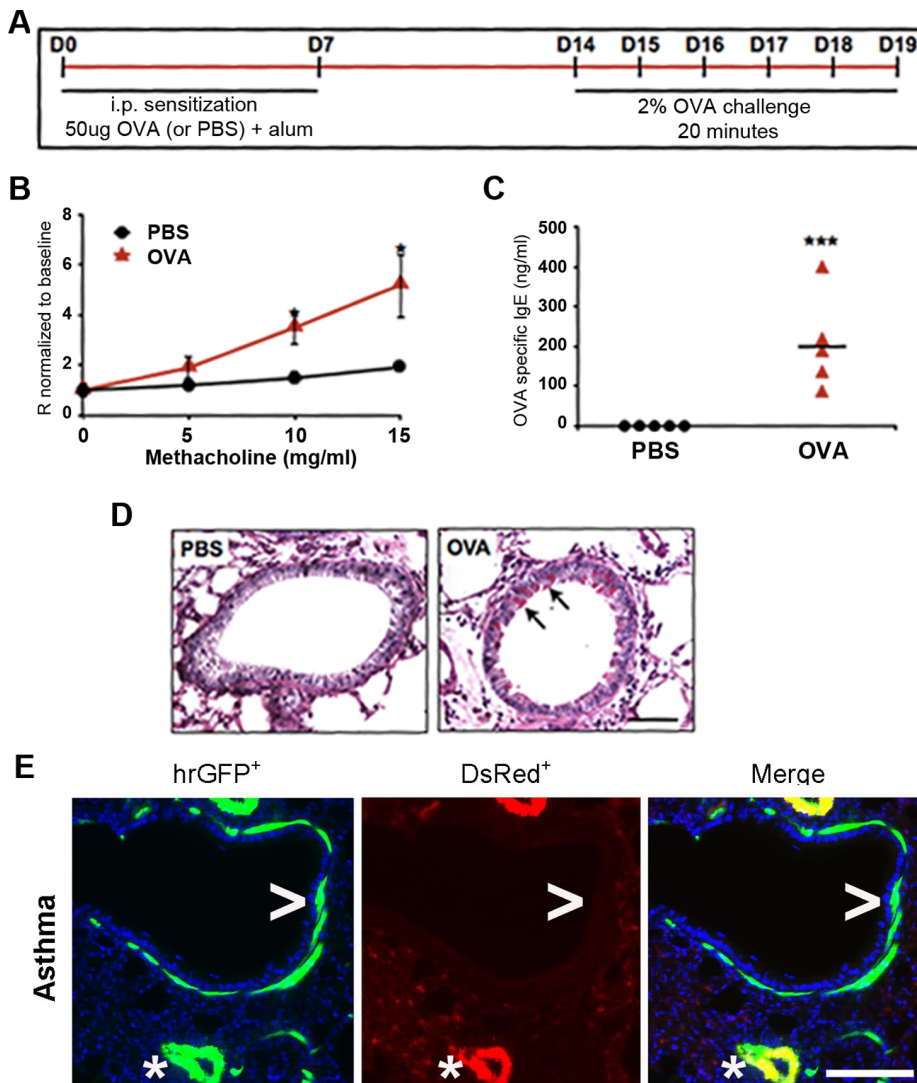 A
D0 D7 D14 D15 D16 D17 D18 D19
i.p. sensitization
50ug OVA (or PBS) + alum
2% OVA challenge
20 minutes
B
R normalized to baseline
8
6
4
2
0
PBS
OVA
*
*
0 5 10 15
Methacholine (mg/ml)
C
OVA specific IgE (ng/ml)
500
400
300
200
100
0
***
PBS OVA
D
PBS
OVA
E
hrGFP+ DsRed+ Merge
Asthma
> > >
* * *